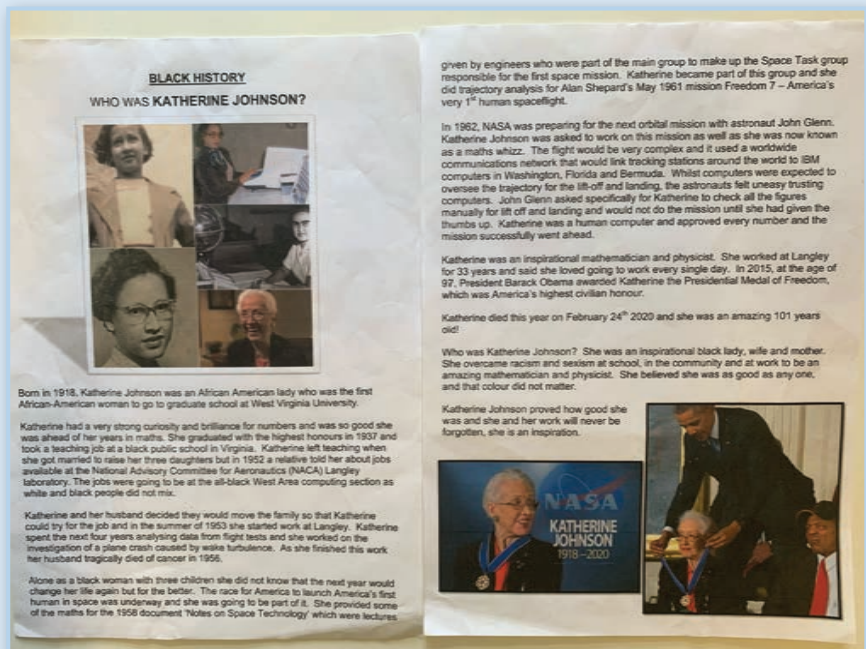 BLACK HISTORY
WHO WAS KATHERINE JOHNSON?
Born in 1918, Katherine Johnson was an African American lady who was the first
African-American woman to go to graduate school at West Virginia University.
Katherine had a very strong curiosity and brilliance for numbers and was so good she
was ahead of her years in maths. She graduated with the highest honours in 1937 and
took a teaching job at a black public school in Virginia. Katherine left teaching when
she got married to raise her three daughters but in 1952 a relative told her about jobs
available at the National Advisory Committee for Aeronautics (NACA) Langley
laboratory. The jobs were going to be at the all-black West Area computing section as
white and black people did not mix.
Katherine and her husband decided they would move the family so that Katherine
could try for the job and in the summer of 1953 she started work at Langley. Katherine
spent the next four years analysing data from flight tests and she worked on the
investigation of a plane crash caused by wake turbulence. As she finished this work
her husband tragically died of cancer in 1956.
Alone as a black woman with three children she did not know that the next year would
change her life again but for the better. The race for America to launch America's first
human in space was underway and she was going to be part of it. She provided some
of the maths for the 1958 document 'Notes on Space Technology' which were lectures
given by engineers who were part of the main group to make up the Space Task group
responsible for the first space mission. Katherine became part of this group and she
did trajectory analysis for Alan Shepard's May 1961 mission Freedom 7 – America's
very 1st human spaceflight.
In 1962, NASA was preparing for the next orbital mission with astronaut John Glenn.
Katherine Johnson was asked to work on this mission as well as she was now known
as a maths whizz. The flight would be very complex and it used a worldwide
communications network that would link tracking stations around the world to IBM
computers in Washington, Florida and Bermuda. Whilst computers were expected to
oversee the trajectory for the lift-off and landing, the astronauts felt uneasy trusting
computers. John Glenn asked specifically for Katherine to check all the figures
manually for lift off and landing and would not do the mission until she had given the
thumbs up. Katherine was a human computer and approved every number and the
mission successfully went ahead.
Katherine was an inspirational mathematician and physicist. She worked at Langley
for 33 years and said she loved going to work every single day. In 2015, at the age of
97, President Barack Obama awarded Katherine the Presidential Medal of Freedom,
which was America's highest civilian honour.
Katherine died this year on February 24th 2020 and she was an amazing 101 years
old!
Who was Katherine Johnson? She was an inspirational black lady, wife and mother.
She overcame racism and sexism at school, in the community and at work to be an
amazing mathematician and physicist. She believed she was as good as any one,
and that colour did not matter.
Katherine Johnson proved how good she
was and she and her work will never be
forgotten, she is an inspiration.
NASA
KATHERINE
JOHNSON
1918–2020